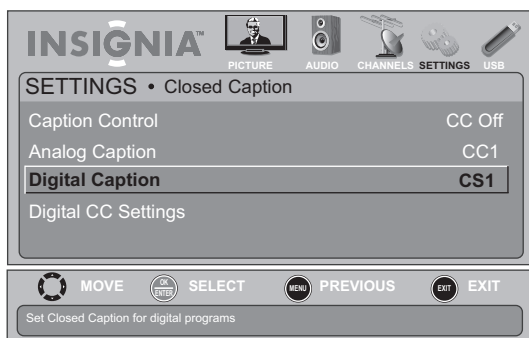 INSIGNIA™
PICTURE AUDIO CHANNELS SETTINGS USB
SETTINGS • Closed Caption
Caption Control CC Off
Analog Caption CC1
Digital Caption CS1
Digital CC Settings
MOVE OK ENTER SELECT MENU PREVIOUS EXIT EXIT
Set Closed Caption for digital programs